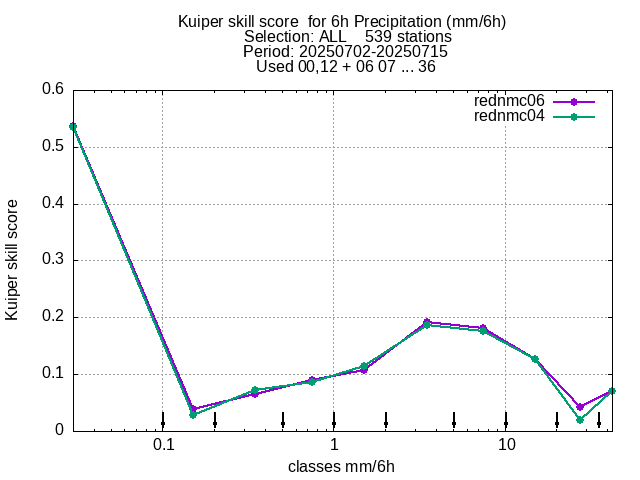 Kuiper skill score  for 6h Precipitation (mm/6h)
Selection: ALL    539 stations
Period: 20250702-20250715
Used 00,12 + 06 07 ... 36
rednmc06
rednmc04
0.6
0.5
0.4
0.3
0.2
0.1
0
Kuiper skill score
0.1
1
10
classes mm/6h